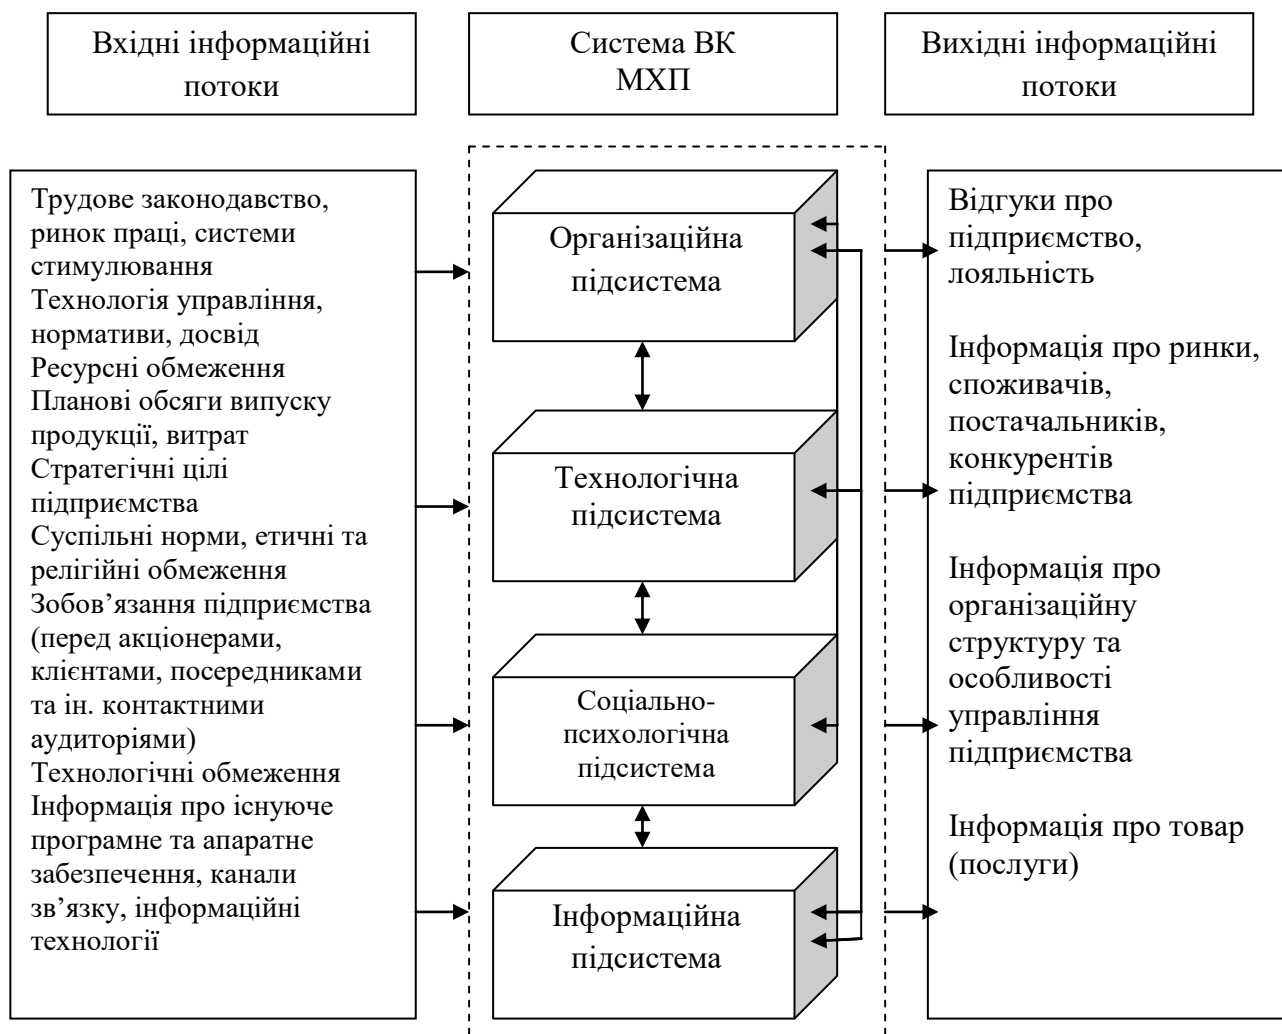 Вхідні інформаційні
потоки
Система ВК
МХП
Вихідні інформаційні
потоки
Трудове законодавство,
ринок праці, системи
стимулювання
Технологія управління,
нормативи, досвід
Ресурсні обмеження
Планові обсяги випуску
продукції, витрат
Стратегічні цілі
підприємства
Суспільні норми, етичні та
релігійні обмеження
Зобов’язання підприємства
(перед акціонерами,
клієнтами, посередниками
та ін. контактними
аудиторіями)
Технологічні обмеження
Інформація про існуюче
програмне та апаратне
забезпечення, канали
зв’язку, інформаційні
технології
Організаційна
підсистема
Технологічна
підсистема
Соціально-
психологічна
підсистема
Інформаційна
підсистема
Відгуки про
підприємство,
лояльність
Інформація про ринки,
споживачів,
постачальників,
конкурентів
підприємства
Інформація про
організаційну
структуру та
особливості
управління
підприємства
Інформація про товар
(послуги)